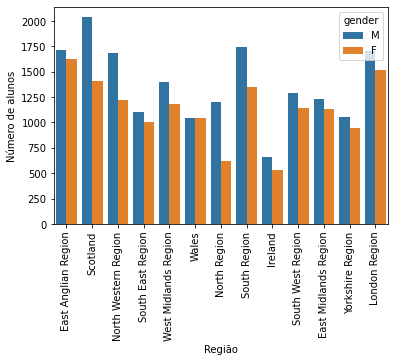 gender
M
F
Número de alunos
2000
1750
1500
1250
1000
750
500
250
0
East Anglian Region
Scotland
North Western Region
South East Region
West Midlands Region
Wales
North Region
South Region
Ireland
South West Region
East Midlands Region
Yorkshire Region
London Region
Região